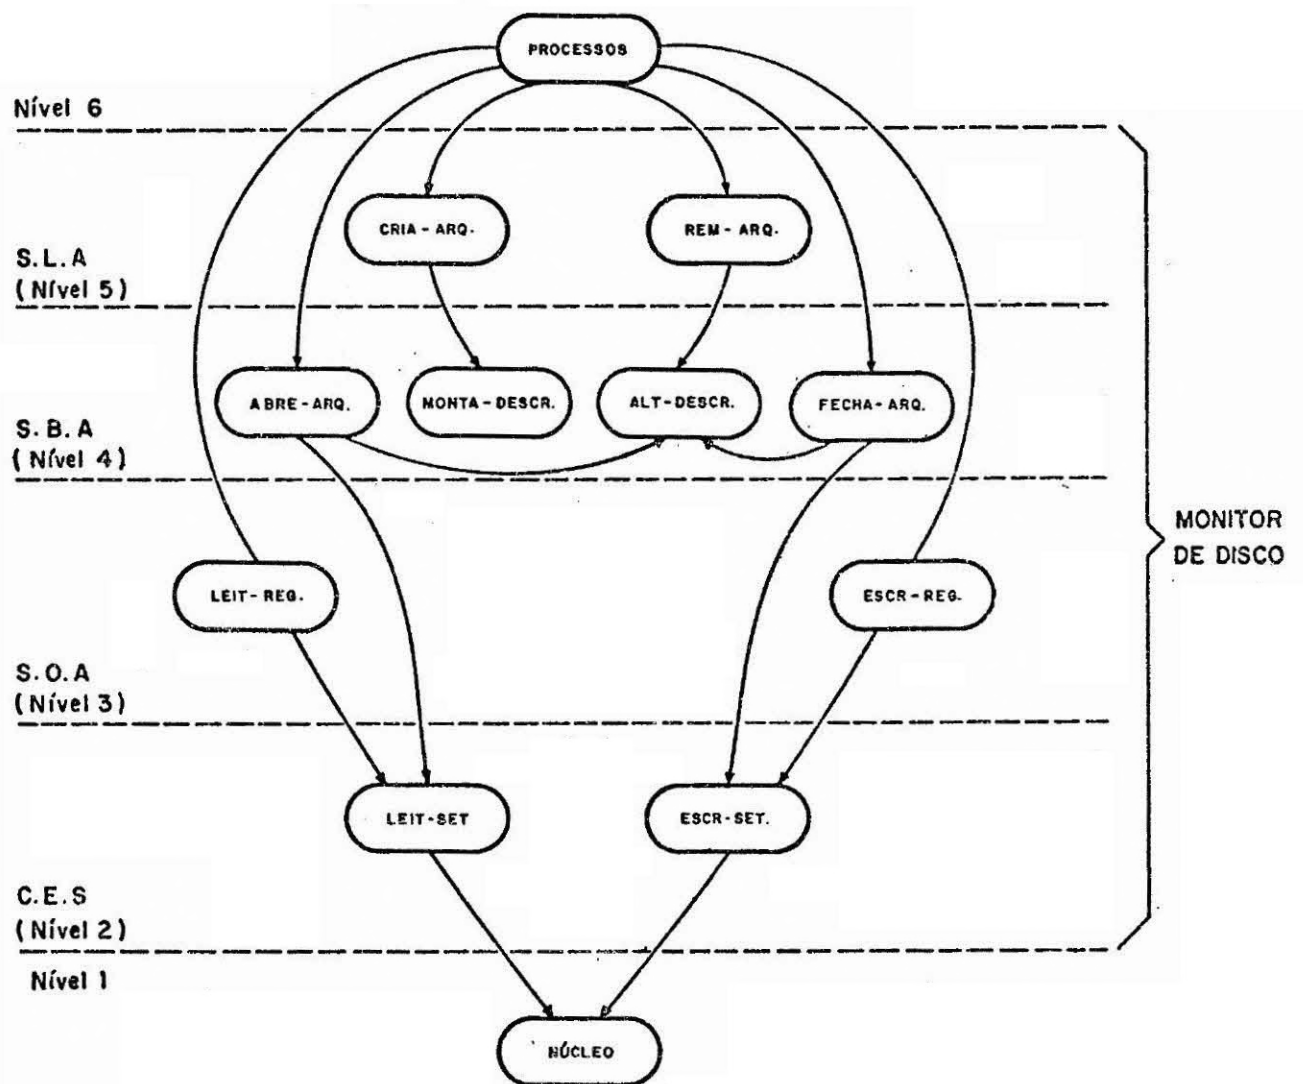 PROCESSOS
Nível 6
CRIA-ARQ.
REM-ARQ.
S.L.A
(Nível 5)
ABRE-ARQ.
MONTA-DESCR.
ALT-DESCR.
FECHA-ARQ.
S.B.A
(Nível 4)
MONITOR
DE DISCO
LEIT-REG.
ESCR-REG.
S.O.A
(Nível 3)
LEIT-SET
ESCR-SET.
C.E.S
(Nível 2)
Nível 1
NÚCLEO